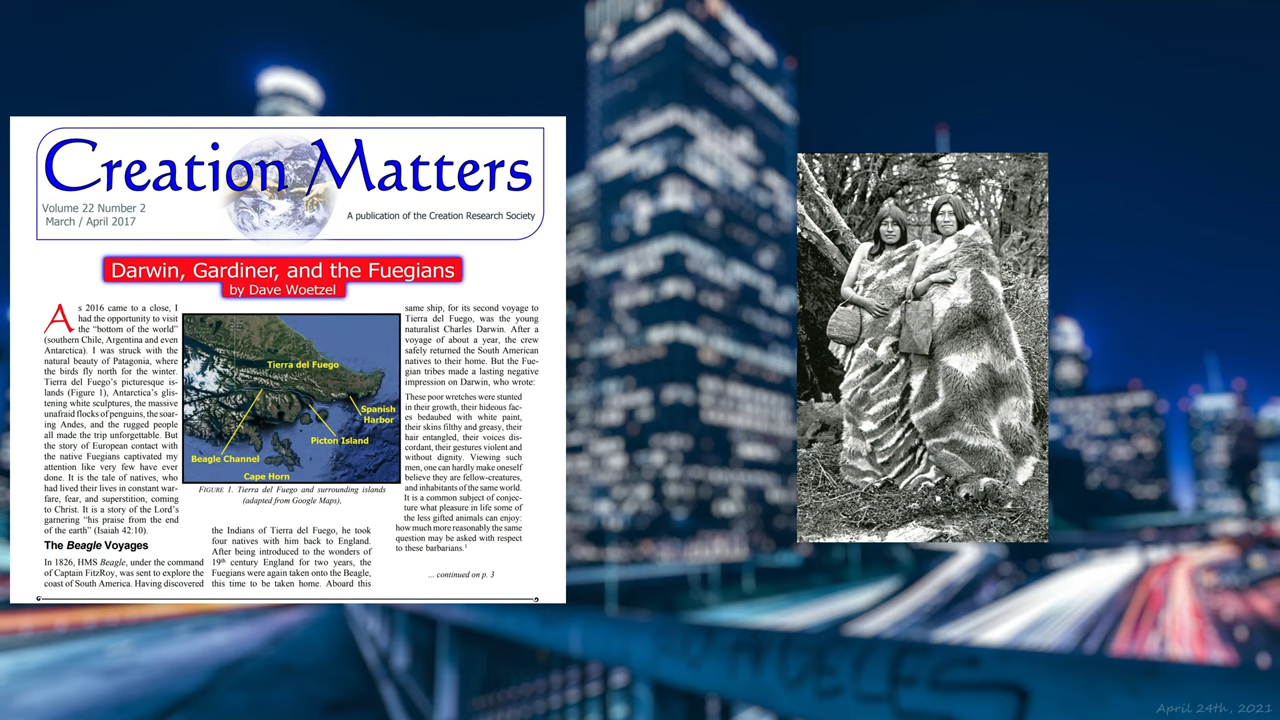 Creation Matters
Volume 22 Number 2
March / April 2017
A publication of the Creation Research Society
Darwin, Gardiner, and the Fuegians
by Dave Woetzel
As 2016 came to a close, I
had the opportunity to visit
the “bottom of the world”
(southern Chile, Argentina and even
Antarctica). I was struck with the
natural beauty of Patagonia, where
the birds fly north for the winter.
Tierra del Fuego’s picturesque is-
lands (Figure 1), Antarctica’s glis-
tening white sculptures, the massive
unafraid flocks of penguins, the soar-
ing Andes, and the rugged people
all made the trip unforgettable. But
the story of European contact with
the native Fuegians captivated my
attention like very few have ever
done. It is the tale of natives, who
had lived their lives in constant war-
fare, fear, and superstition, coming
to Christ. It is a story of the Lord’s
garnering “his praise from the end
of the earth” (Isaiah 42:10).
The Beagle Voyages
In 1826, HMS Beagle, under the command
of Captain FitzRoy, was sent to explore the
coast of South America. Having discovered
Tierra del Fuego
Spanish
Harbor
Picton Island
Beagle Channel
Cape Horn
FIGURE 1. Tierra del Fuego and surrounding islands
(adapted from Google Maps),
the Indians of Tierra del Fuego, he took
four natives with him back to England.
After being introduced to the wonders of
19th century England for two years, the
Fuegians were again taken onto the Beagle,
this time to be taken home. Aboard this
same ship, for its second voyage to
Tierra del Fuego, was the young
naturalist Charles Darwin. After a
voyage of about a year, the crew
safely returned the South American
natives to their home. But the Fue-
gian tribes made a lasting negative
impression on Darwin, who wrote:
These poor wretches were stunted
in their growth, their hideous fac-
es bedaubed with white paint,
their skins filthy and greasy, their
hair entangled, their voices dis-
cordant, their gestures violent and
without dignity. Viewing such
men, one can hardly make oneself
believe they are fellow-creatures,
and inhabitants of the same world.
It is a common subject of conjec-
ture what pleasure in life some of
the less gifted animals can enjoy:
how much more reasonably the same
question may be asked with respect
to these barbarians.1
... continued on p. 3
April 24th, 2021